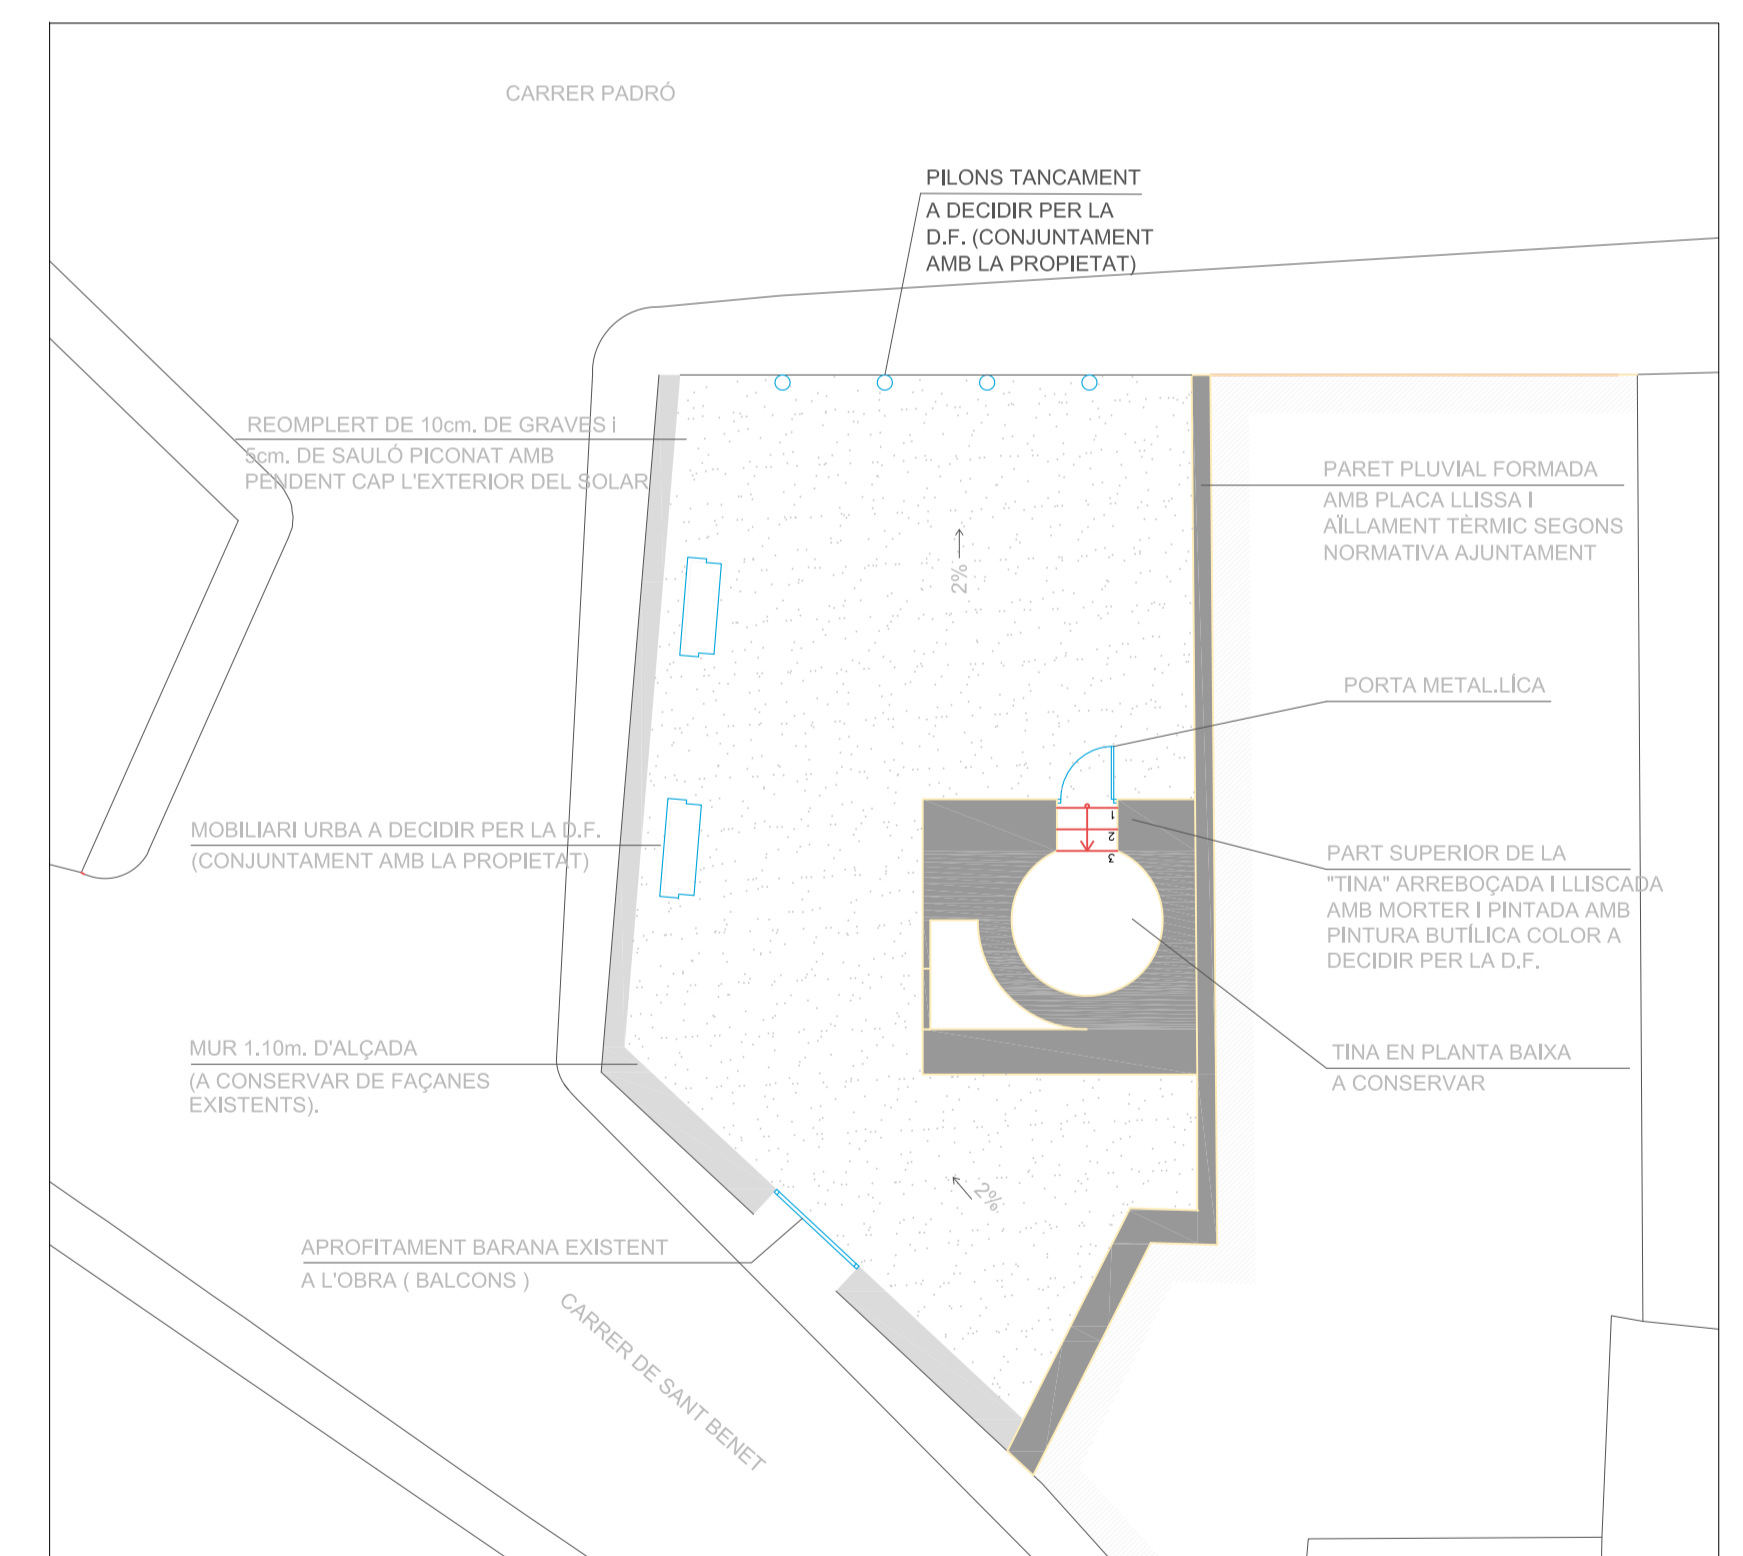 CARRER PADRÓ
PILONS TANCAMENT
A DECIDIR PER LA
D.F. (CONJUNTAMENT
AMB LA PROPIETAT)
REOMPLERT DE 10cm. DE GRAVES i
5cm. DE SAULÓ PICONAT AMB
PENDENT CAP L'EXTERIOR DEL SOLAR
PARET PLUVIAL FORMADA
AMB PLACA LLISSA I
AÏLLAMENT TÈRMIC SEGONS
NORMATIVA AJUNTAMENT
2%
PORTA METAL.LÍCA
MOBILIARI URBA A DECIDIR PER LA D.F.
(CONJUNTAMENT AMB LA PROPIETAT)
1
2
3
PART SUPERIOR DE LA
"TINA" ARREBOÇADA I LLISCADA
AMB MORTER I PINTADA AMB
PINTURA BUTÍLICA COLOR A
DECIDIR PER LA D.F.
MUR 1.10m. D'ALÇADA
(A CONSERVAR DE FAÇANES
EXISTENTS).
TINA EN PLANTA BAIXA
A CONSERVAR
2%
APROFITAMENT BARANA EXISTENT
A L'OBRA ( BALCONS )
CARRER DE SANT BENET